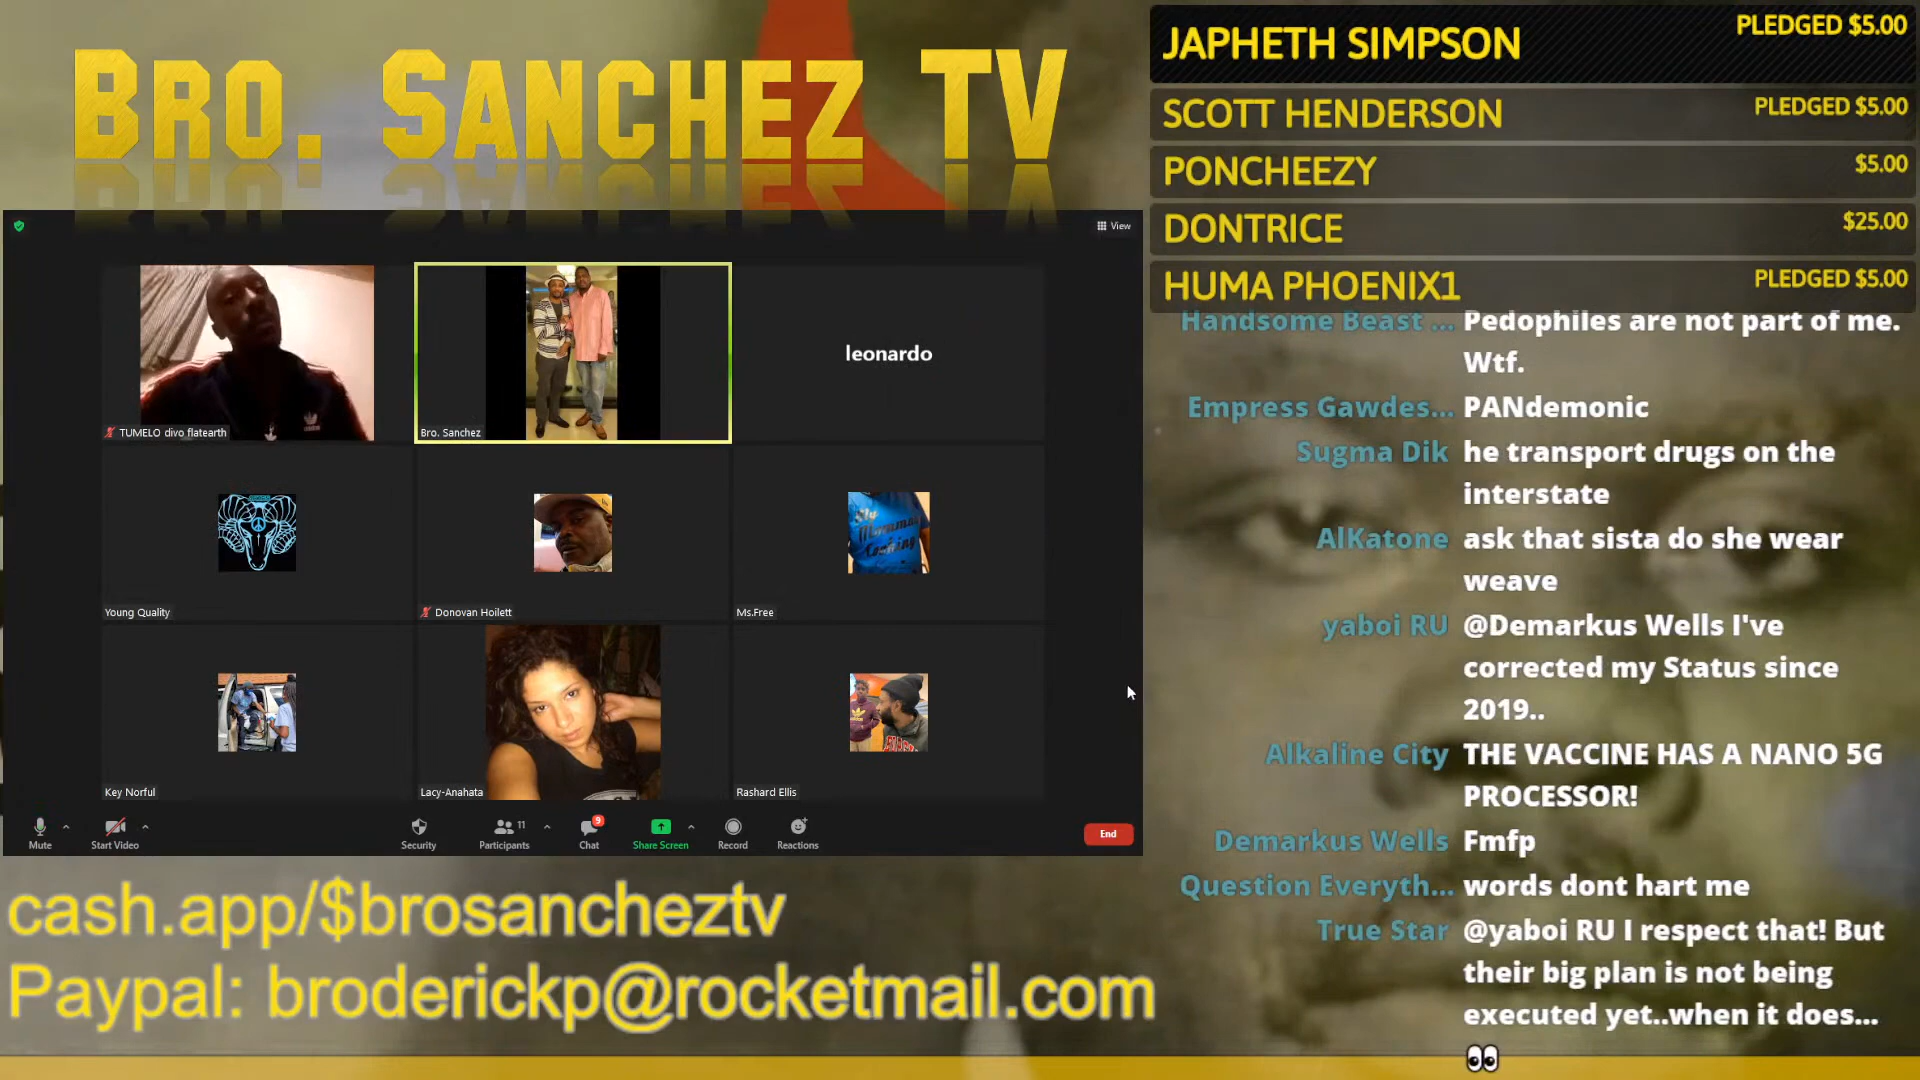 BRO. SANCHEZ TV
JAPHETH SIMPSON PLEDGED $5.00
SCOTT HENDERSON PLEDGED $5.00
PONCHEEZY $5.00
DONTRICE $25.00
HUMA PHOENIX1 PLEDGED $5.00
View
TUMELO divo flatearth
Bro. Sanchez
leonardo
Young Quality
Donovan Hoilett
Ms.Free
Key Norful
Lacy-Anahata
Rashard Ellis
Mute
Start Video
Security
Participants 11
Chat 9
Share Screen
Record
Reactions
End
cash.app/$brosancheztv
Paypal: broderickp@rocketmail.com
Handsome Beast ... Pedophiles are not part of me.
Wtf.
Empress Gawdes... PANdemonic
Sugma Dik he transport drugs on the
interstate
AlKatone ask that sista do she wear
weave
yaboi RU @Demarkus Wells I've
corrected my Status since
2019..
Alkaline City THE VACCINE HAS A NANO 5G
PROCESSOR!
Demarkus Wells Fmfp
Question Everyth... words dont hart me
True Star @yaboi RU I respect that! But
their big plan is not being
executed yet..when it does...
👀